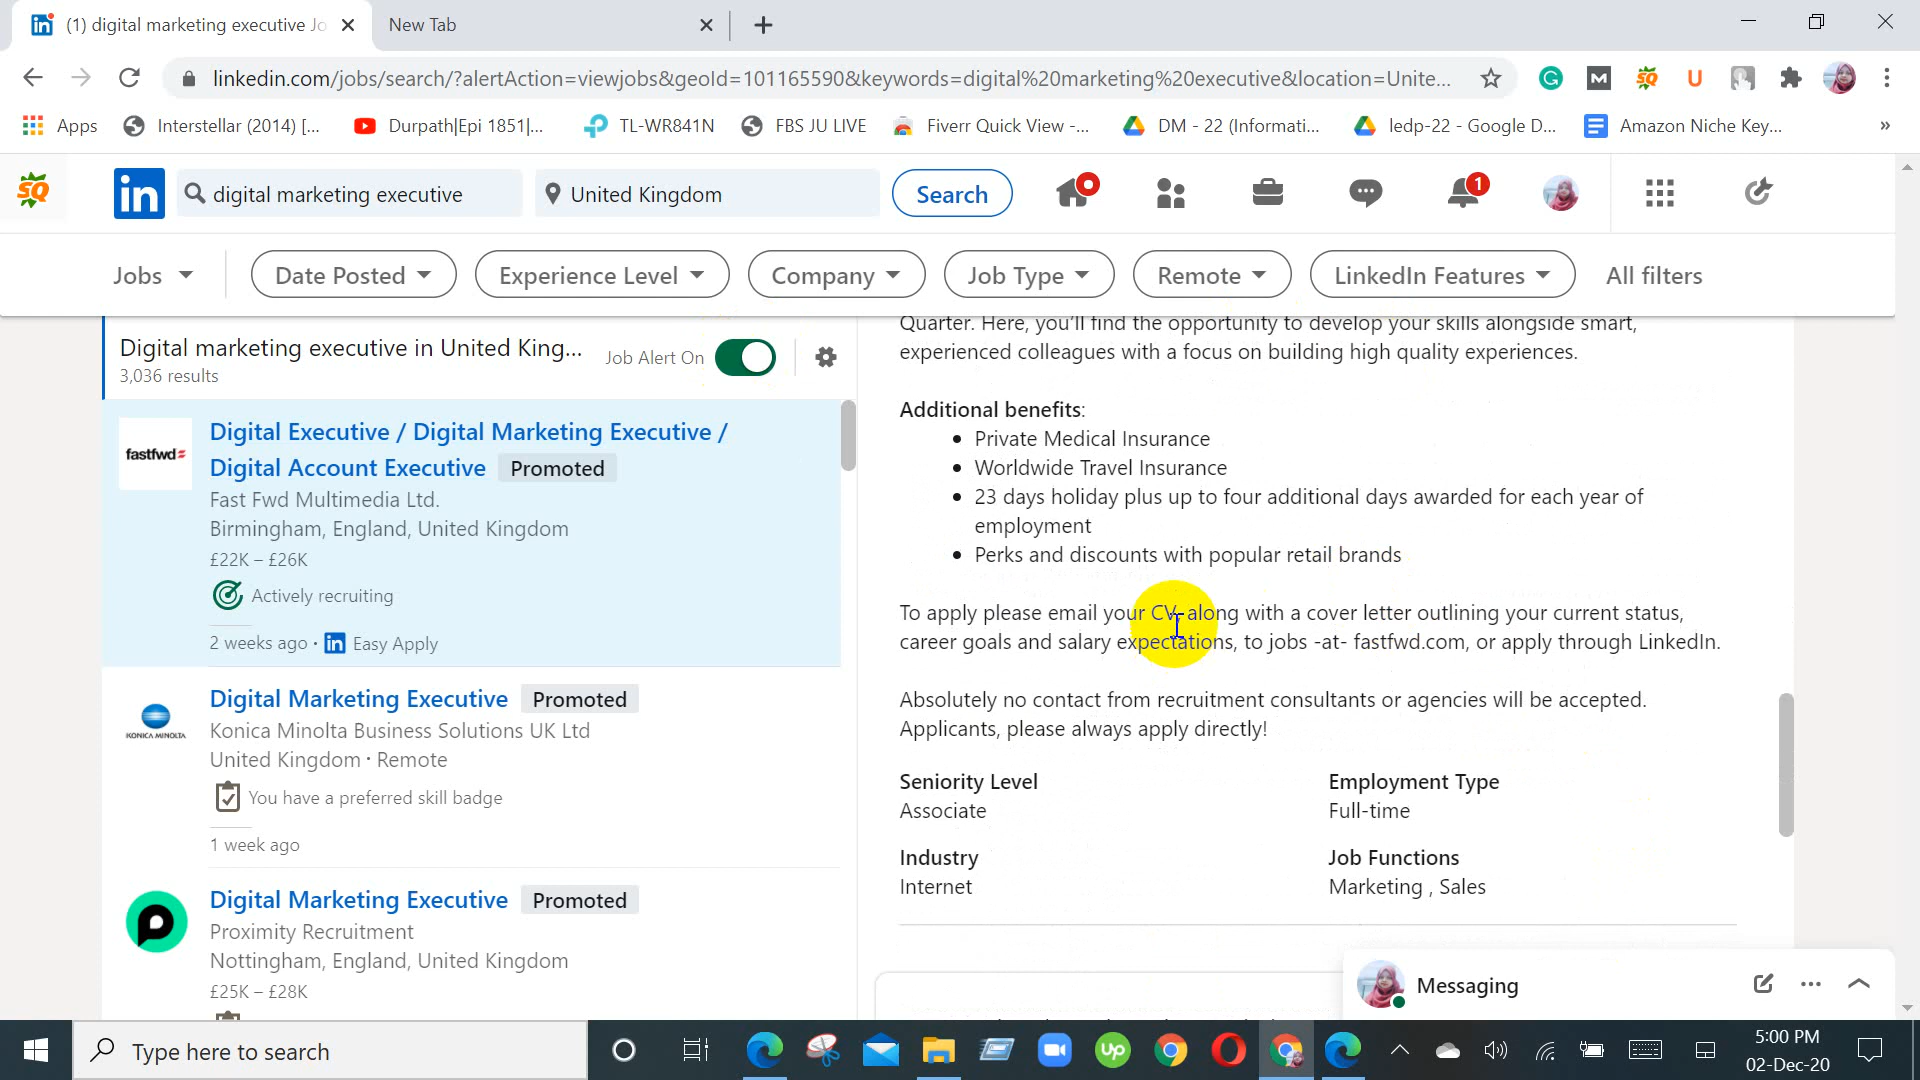 (1) digital marketing executive Jo
New Tab
linkedin.com/jobs/search/?alertAction=viewjobs&geoId=101165590&keywords=digital%20marketing%20executive&location=Unite...
Apps
Interstellar (2014) [...
Durpath|Epi 1851|...
TL-WR841N
FBS JU LIVE
Fiverr Quick View -...
DM - 22 (Informati...
ledp-22 - Google D...
Amazon Niche Key...
»
SQ
in
digital marketing executive
United Kingdom
Search
1
Jobs
Date Posted
Experience Level
Company
Job Type
Remote
LinkedIn Features
All filters
Digital marketing executive in United King...
3,036 results
Job Alert On
fastfwd
Digital Executive / Digital Marketing Executive /
Digital Account Executive Promoted
Fast Fwd Multimedia Ltd.
Birmingham, England, United Kingdom
£22K – £26K
Actively recruiting
2 weeks ago · in Easy Apply
KONICA MINOLTA
Digital Marketing Executive Promoted
Konica Minolta Business Solutions UK Ltd
United Kingdom · Remote
You have a preferred skill badge
1 week ago
Digital Marketing Executive Promoted
Proximity Recruitment
Nottingham, England, United Kingdom
£25K – £28K
Quarter. Here, you'll find the opportunity to develop your skills alongside smart,
experienced colleagues with a focus on building high quality experiences.
Additional benefits:
• Private Medical Insurance
• Worldwide Travel Insurance
• 23 days holiday plus up to four additional days awarded for each year of
employment
• Perks and discounts with popular retail brands
To apply please email your CV, along with a cover letter outlining your current status,
career goals and salary expectations, to jobs -at- fastfwd.com, or apply through LinkedIn.
Absolutely no contact from recruitment consultants or agencies will be accepted.
Applicants, please always apply directly!
Seniority Level
Associate
Employment Type
Full-time
Industry
Internet
Job Functions
Marketing , Sales
Messaging
Type here to search
Up
5:00 PM
02-Dec-20